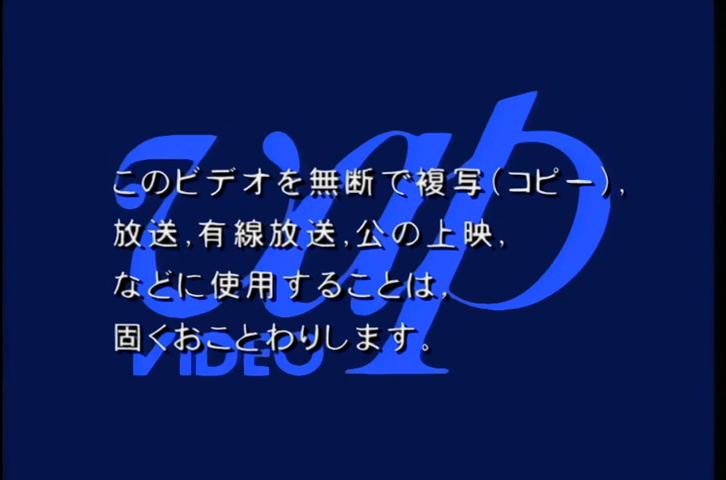 このビデオを無断で複写(コピー),
放送,有線放送,公の上映,
などに使用することは,
固くおことわりします。
vap
VIDEO